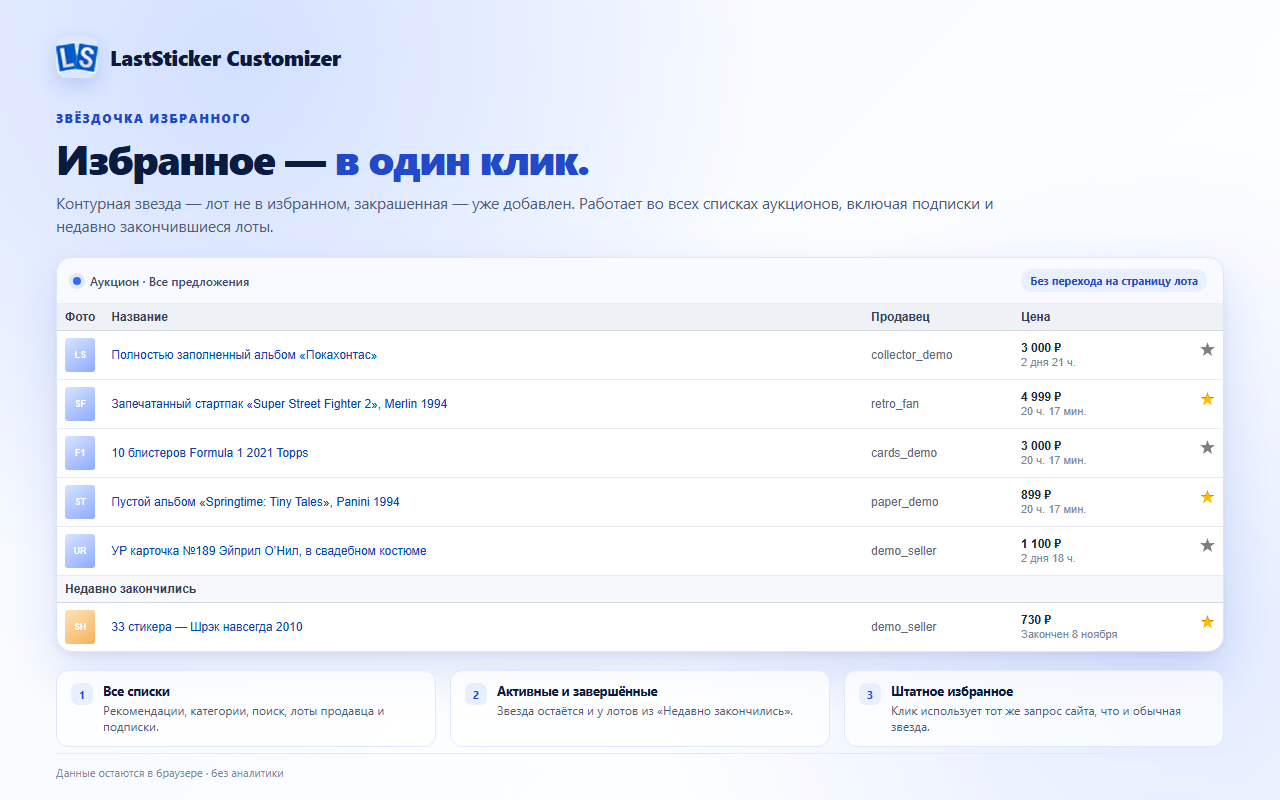 LS LastSticker Customizer
ЗВЁЗДОЧКА ИЗБРАННОГО
Избранное — в один клик.
Контурная звезда — лот не в избранном, закрашенная — уже добавлен. Работает во всех списках аукционов, включая подписки и
недавно закончившиеся лоты.
Аукцион · Все предложения Без перехода на страницу лота
Фото Название Продавец Цена
LS Полностью заполненный альбом «Покахонтас» collector_demo 3 000 ₽
2 дня 21 ч.
SF Запечатанный стартпак «Super Street Fighter 2», Merlin 1994 retro_fan 4 999 ₽
20 ч. 17 мин.
F1 10 блистеров Formula 1 2021 Topps cards_demo 3 000 ₽
20 ч. 17 мин.
ST Пустой альбом «Springtime: Tiny Tales», Panini 1994 paper_demo 899 ₽
20 ч. 17 мин.
UR УР карточка №189 Эйприл О’Нил, в свадебном костюме demo_seller 1 100 ₽
2 дня 18 ч.
Недавно закончились
SH 33 стикера — Шрэк навсегда 2010 demo_seller 730 ₽
Закончен 8 ноября
1 Все списки
Рекомендации, категории, поиск, лоты продавца и
подписки.
2 Активные и завершённые
Звезда остаётся и у лотов из «Недавно закончились».
3 Штатное избранное
Клик использует тот же запрос сайта, что и обычная
звезда.
Данные остаются в браузере · без аналитики